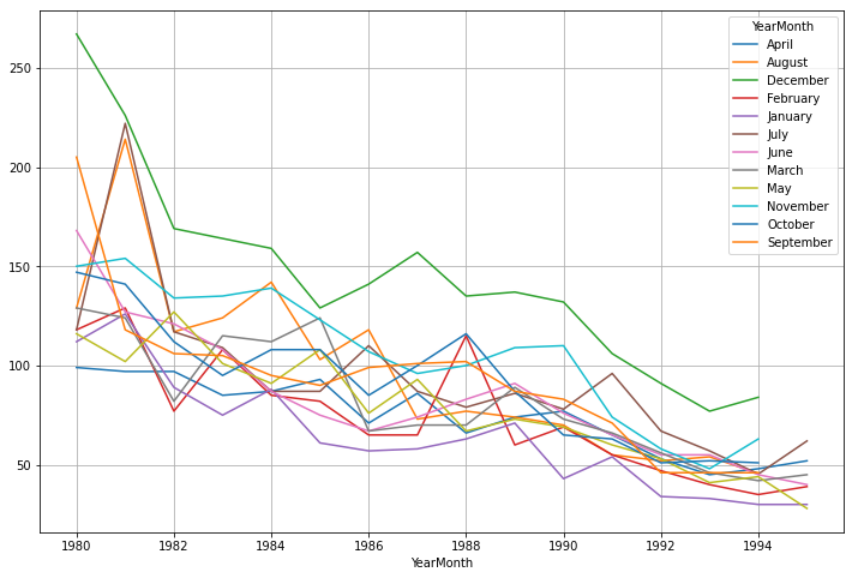 YearMonth
April
August
December
February
January
July
June
March
May
November
October
September
250
200
150
100
50
1980
1982
1984
1986
1988
1990
1992
1994
YearMonth